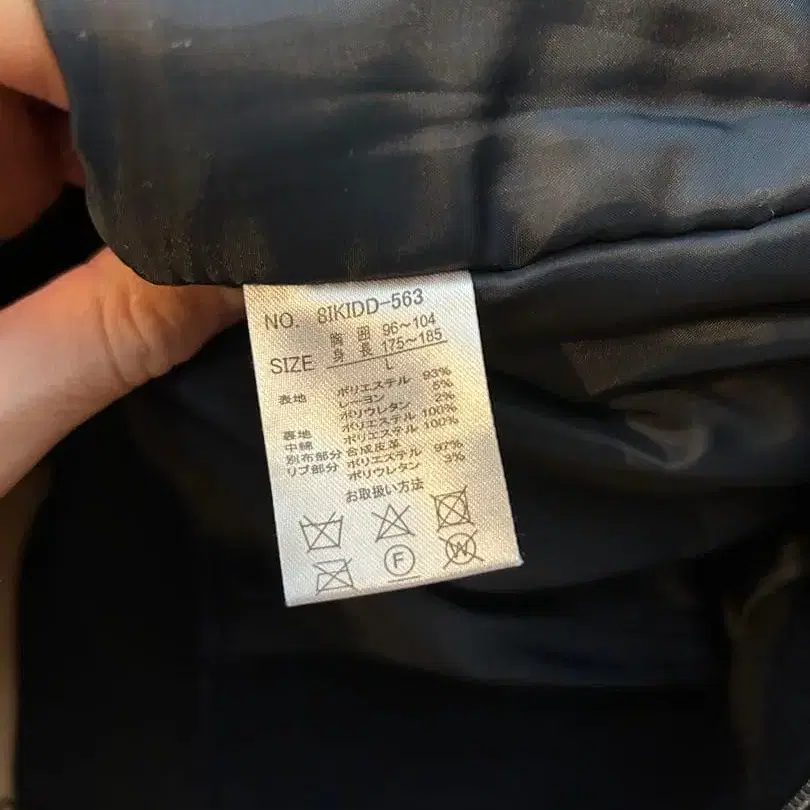 NO. 8IKIDD-563
胸 囲 96～104
SIZE 身 長 175～185
L
表地 ポリエステル 93%
レーヨン 5%
ポリウレタン 2%
裏地 ポリエステル 100%
中綿 ポリエステル 100%
別布部分 合成皮革
リブ部分 ポリエステル 97%
ポリウレタン 3%
お取扱い方法
F
W